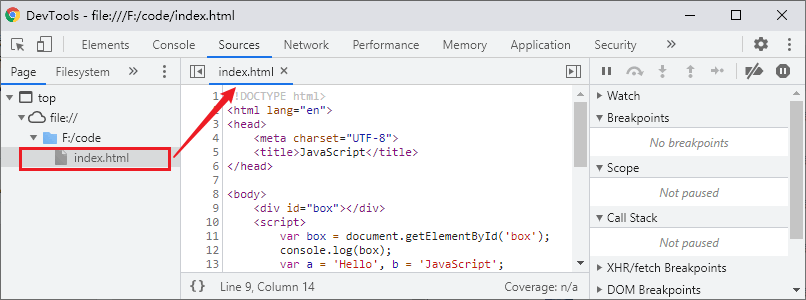 DevTools - file:///F:/code/index.html
Elements Console Sources Network Performance Memory Application
Page Filesystem »
index.html ×
top
file://
F:/code
index.html
1 !DOCTYPE html>
2 <html lang="en">
3 <head>
4 <meta charset="UTF-8">
5 <title>JavaScript</title>
6 </head>
7
8 <body>
9 <div id="box"></div>
10 <script>
11 var box = document.getElementById('box');
12 console.log(box);
13 var a = 'Hello', b = 'JavaScript';
{} Line 9, Column 14 Coverage: n/a
Watch
Breakpoints
No breakpoints
Scope
Not paused
Call Stack
Not paused
XHR/fetch Breakpoints
DOM Breakpoints